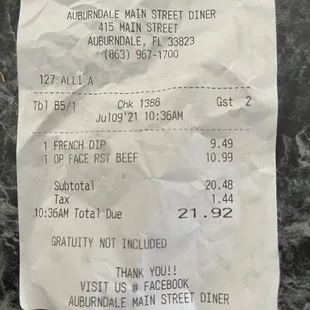 AUBURNDALE MAIN STREET DINER
415 MAIN STREET
AUBURNDALE, FL 33823
(863) 967-1700
127 ALLI A
Tbl B5/1 Chk 1386 Gst 2
Jul09'21 10:36AM
1 FRENCH DIP 9.49
1 OP FACE RST BEEF 10.99
Subtotal 20.48
Tax 1.44
10:36AM Total Due 21.92
GRATUITY NOT INCLUDED
THANK YOU!!
VISIT US @ FACEBOOK
AUBURNDALE MAIN STREET DINER